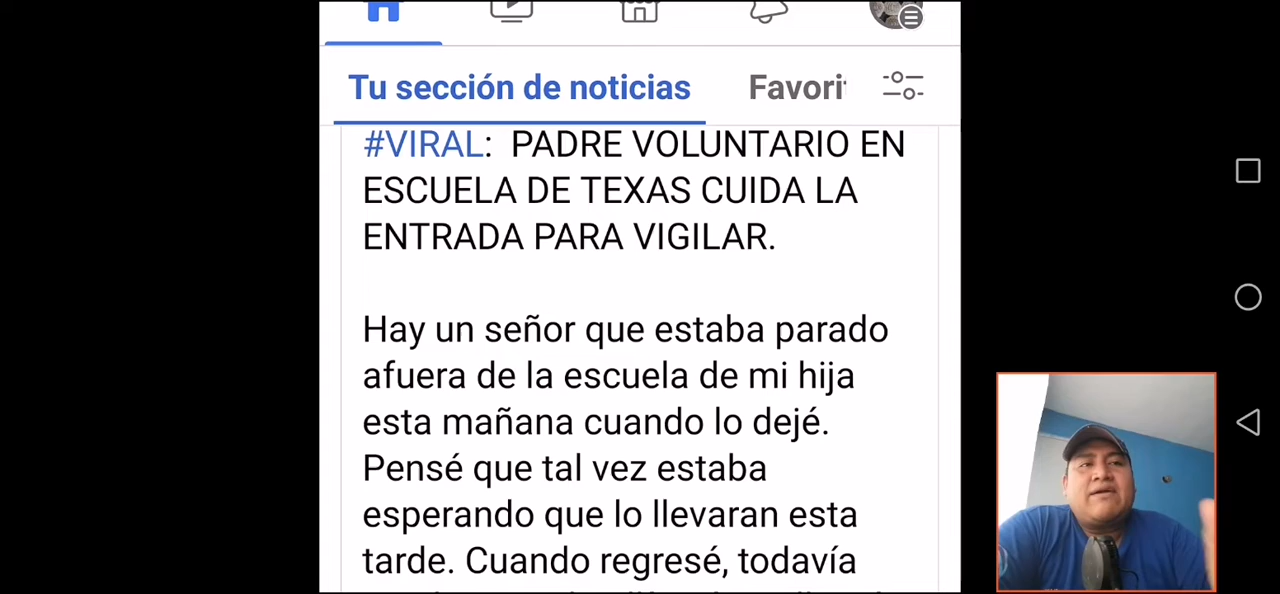 Tu sección de noticias
Favori
#VIRAL: PADRE VOLUNTARIO EN
ESCUELA DE TEXAS CUIDA LA
ENTRADA PARA VIGILAR.
Hay un señor que estaba parado
afuera de la escuela de mi hija
esta mañana cuando lo dejé.
Pensé que tal vez estaba
esperando que lo llevaran esta
tarde. Cuando regresé, todavía